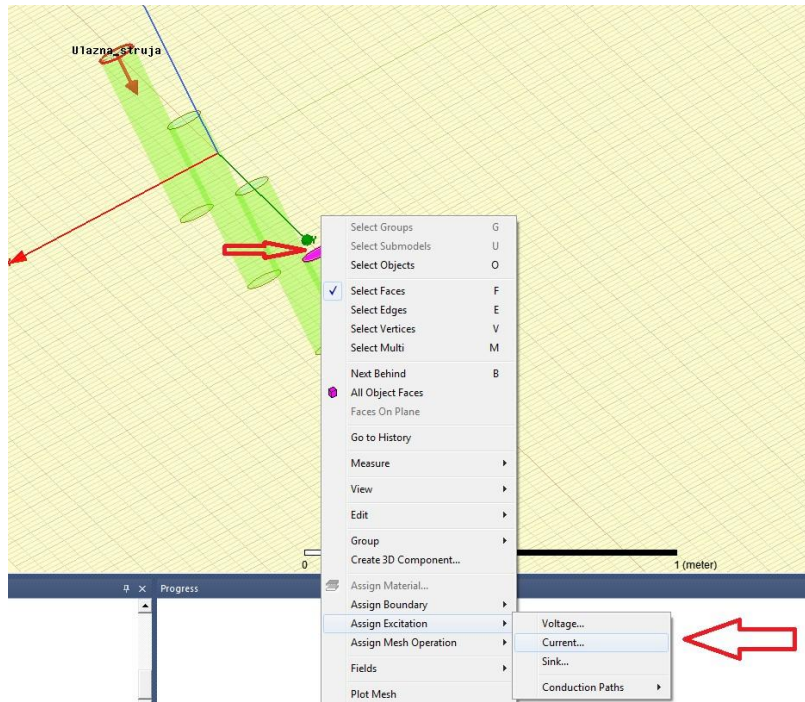 Ulazna_struja
Y
Select Groups G
Select Submodels U
Select Objects O
Select Faces F
Select Edges E
Select Vertices V
Select Multi M
Next Behind B
All Object Faces
Faces On Plane
Go to History
Measure
View
Edit
Group
Create 3D Component...
0 1 (meter)
Progress
Assign Material...
Assign Boundary
Assign Excitation
Assign Mesh Operation
Fields
Plot Mesh
Voltage...
Current...
Sink...
Conduction Paths